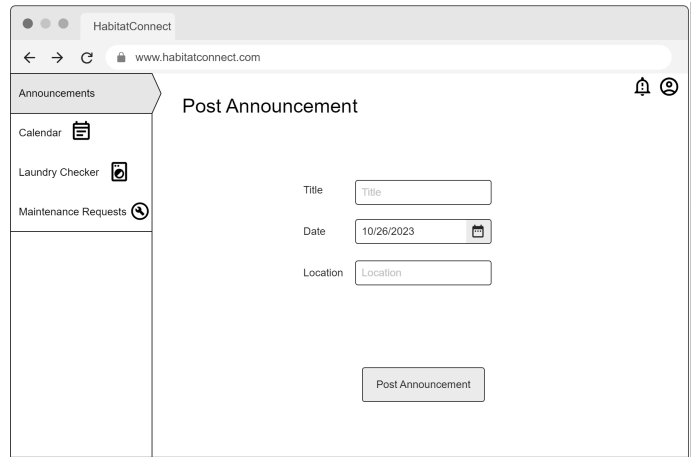 HabitatConnect
www.habitatconnect.com
Announcements
Calendar
Laundry Checker
Maintenance Requests
Post Announcement
Title
Title
Date
10/26/2023
Location
Location
Post Announcement